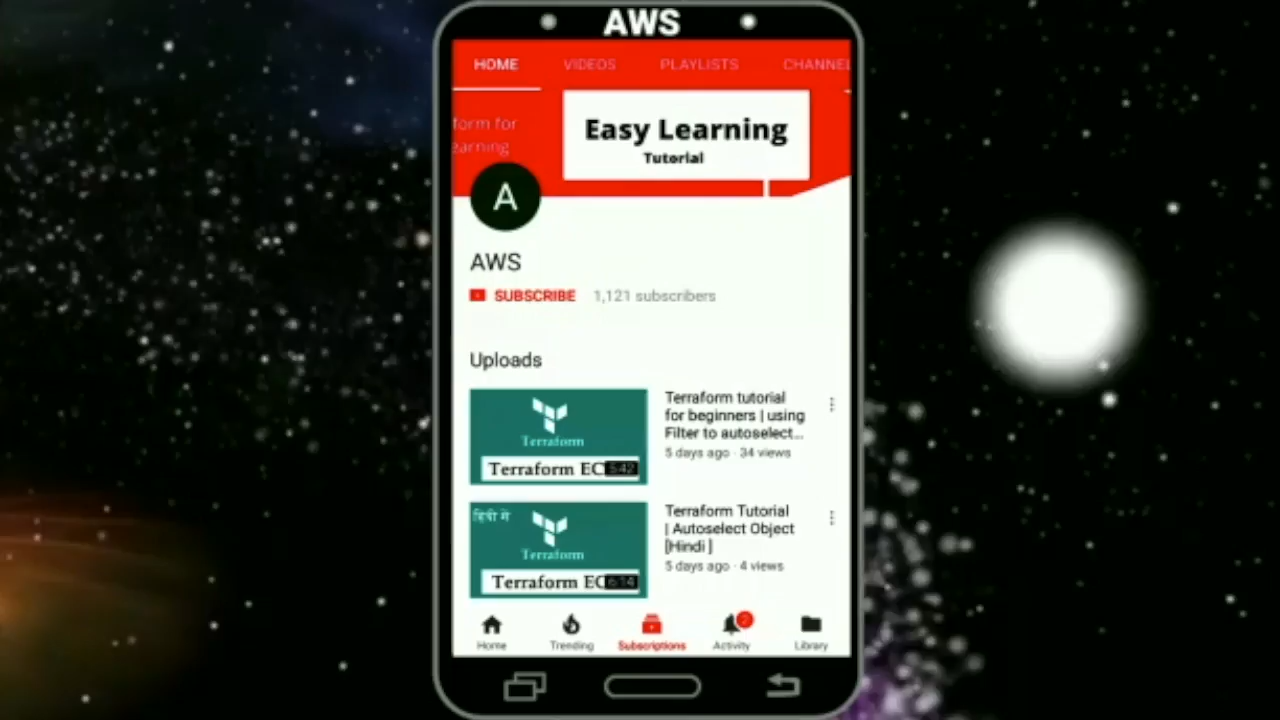 AWS
HOME VIDEOS PLAYLISTS CHANNEL
form for
earning
Easy Learning
Tutorial
A
AWS
SUBSCRIBE 1,121 subscribers
Uploads
Terraform
Terraform EC
5:42
Terraform tutorial
for beginners | using
Filter to autoselect...
5 days ago · 34 views
हिंदी में
Terraform
Terraform EC
6:14
Terraform Tutorial
| Autoselect Object
[Hindi ]
5 days ago · 4 views
2
Home Trending Subscriptions Activity Library